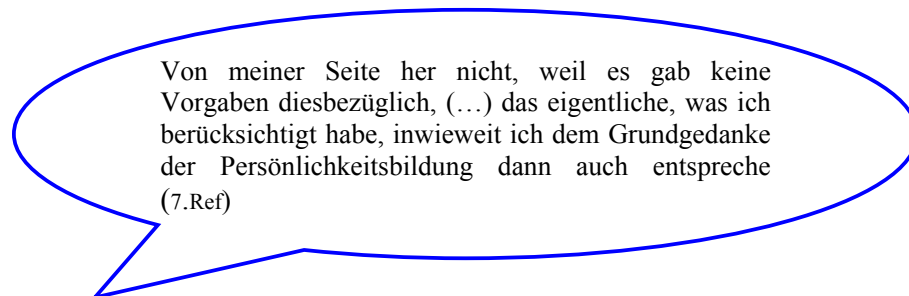 Von meiner Seite her nicht, weil es gab keine
Vorgaben diesbezüglich, (…) das eigentliche, was ich
berücksichtigt habe, inwieweit ich dem Grundgedanke
der Persönlichkeitsbildung dann auch entspreche
(7.Ref)